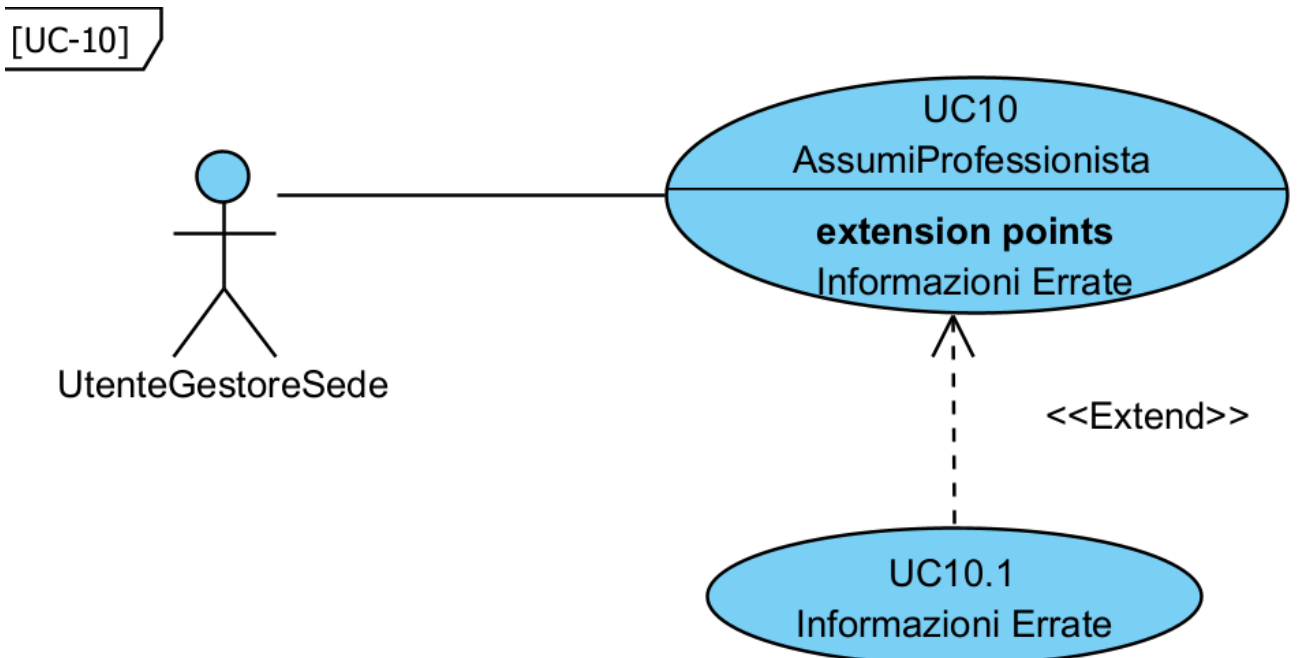 [UC-10]
UC10
AssumiProfessionista
extension points
Informazioni Errate
UtenteGestoreSede
<<Extend>>
UC10.1
Informazioni Errate